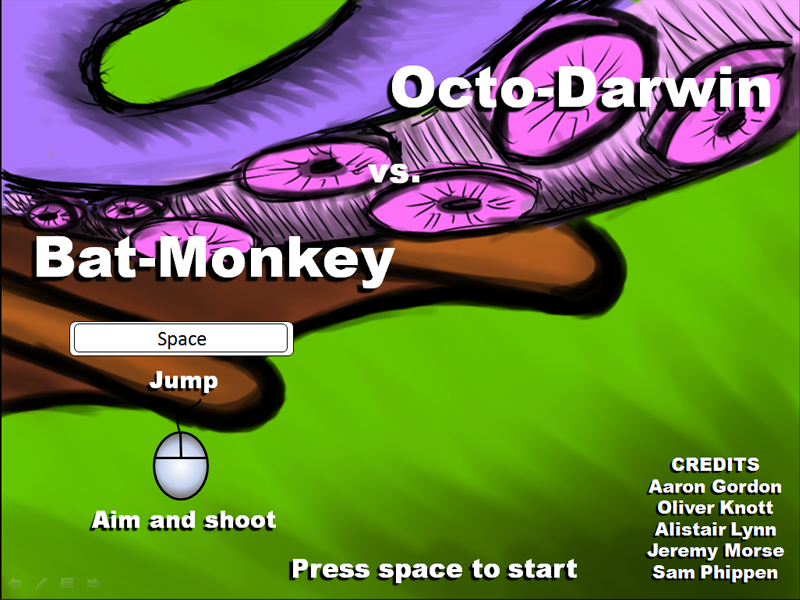 Octo-Darwin
vs.
Bat-Monkey
Space
Jump
Aim and shoot
Press space to start
CREDITS
Aaron Gordon
Oliver Knott
Alistair Lynn
Jeremy Morse
Sam Phippen